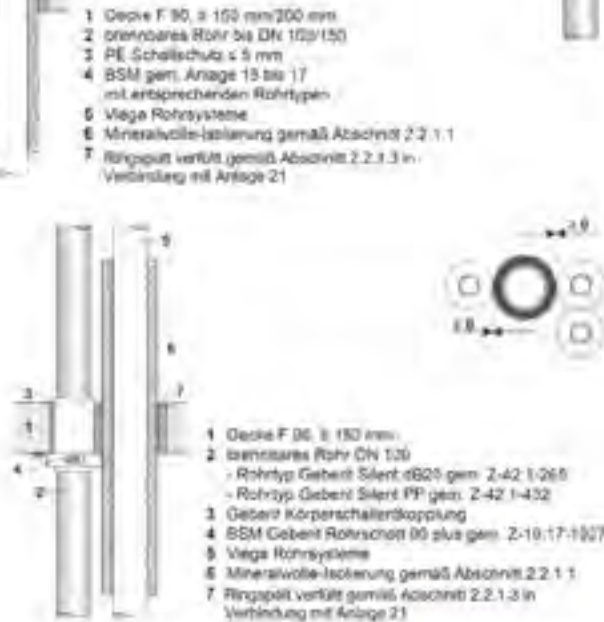 1 Decke F 90, ≥ 150 mm/200 mm
2 brennbares Rohr bis DN 100/150
3 PE Schallschutz ≤ 5 mm
4 BSM gem. Anlage 15 bis 17
mit entsprechenden Rohrtypen
5 Viega Rohrsysteme
6 Mineralwolle-Isolierung gemäß Abschnitt 2.2.1.1
7 Ringspalt verfüllt gemäß Abschnitt 2.2.1.3 in
Verbindung mit Anlage 21
5
≥ 0
6
≥ 0
3
7
1
4
2
1 Decke F 90, ≥ 150 mm
2 brennbares Rohr DN 100
- Rohrtyp Geberit Silent dB20 gem. Z-42.1-265
- Rohrtyp Geberit Silent PP gem. Z-42.1-432
3 Geberit Körperschallentkopplung
4 BSM Geberit Rohrschott 90 plus gem. Z-19.17-1927
5 Viega Rohrsysteme
6 Mineralwolle-Isolierung gemäß Abschnitt 2.2.1.1
7 Ringspalt verfüllt gemäß Abschnitt 2.2.1.3 in
Verbindung mit Anlage 21